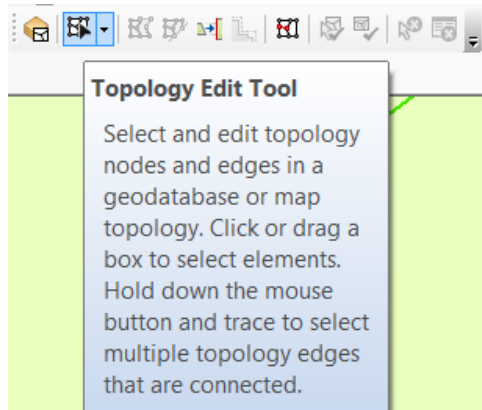 Topology Edit Tool
Select and edit topology
nodes and edges in a
geodatabase or map
topology. Click or drag a
box to select elements.
Hold down the mouse
button and trace to select
multiple topology edges
that are connected.